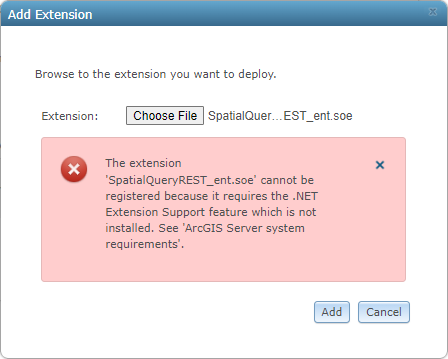 Add Extension
Browse to the extension you want to deploy.
Extension: Choose File SpatialQuer...EST_ent.soe
The extension
'SpatialQueryREST_ent.soe' cannot be
registered because it requires the .NET
Extension Support feature which is not
installed. See 'ArcGIS Server system
requirements'.
Add Cancel